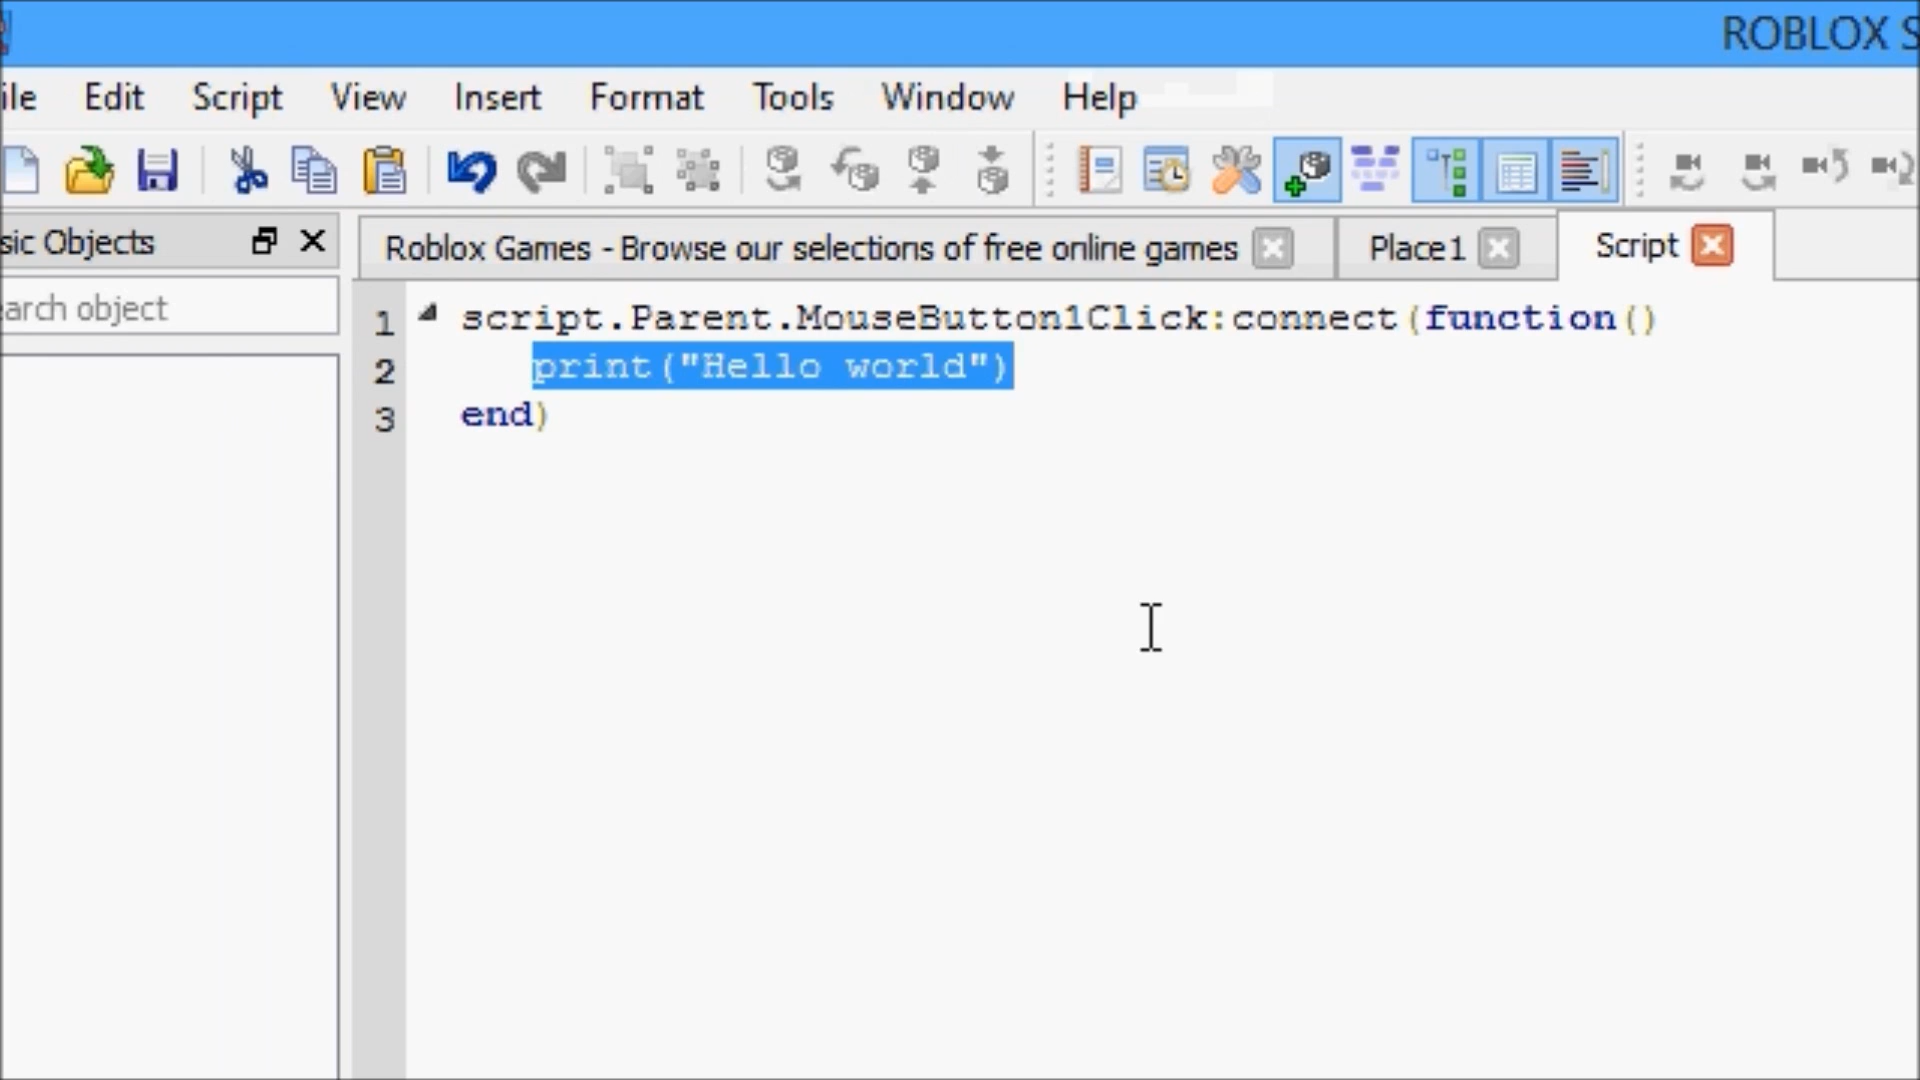 ROBLOX S
ile Edit Script View Insert Format Tools Window Help
sic Objects
Roblox Games - Browse our selections of free online games Place1 Script
earch object
1 script.Parent.MouseButton1Click:connect(function()
2 print("Hello world")
3 end)